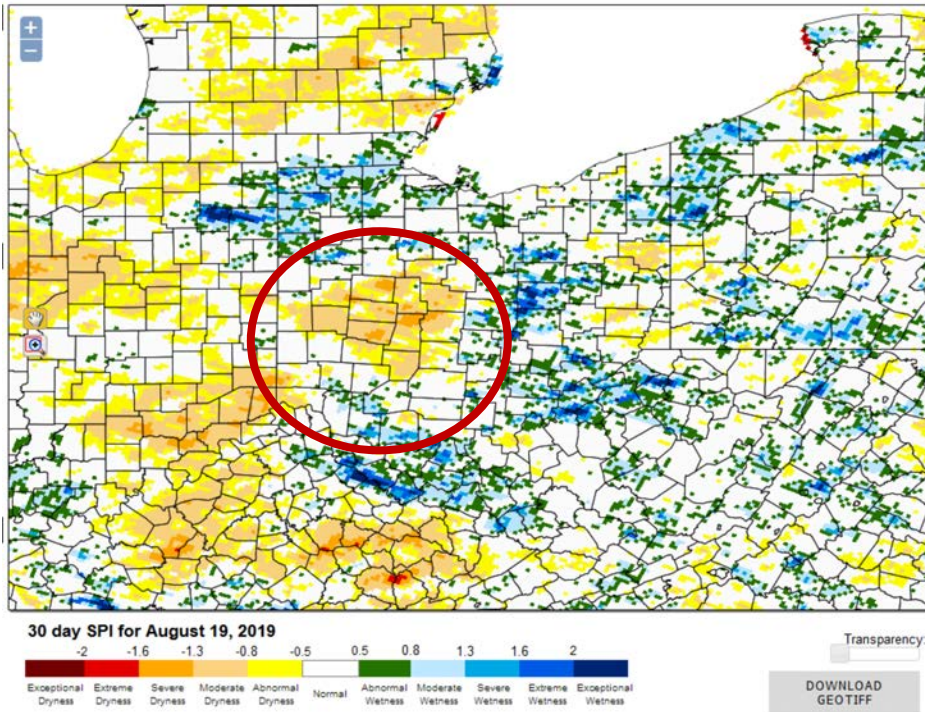 +
−
30 day SPI for August 19, 2019
-2 -1.6 -1.3 -0.8 -0.5 0.5 0.8 1.3 1.6 2
Exceptional Dryness Extreme Dryness Severe Dryness Moderate Dryness Abnormal Dryness Normal Abnormal Wetness Moderate Wetness Severe Wetness Extreme Wetness Exceptional Wetness
Transparency:
DOWNLOAD
GEOTIFF